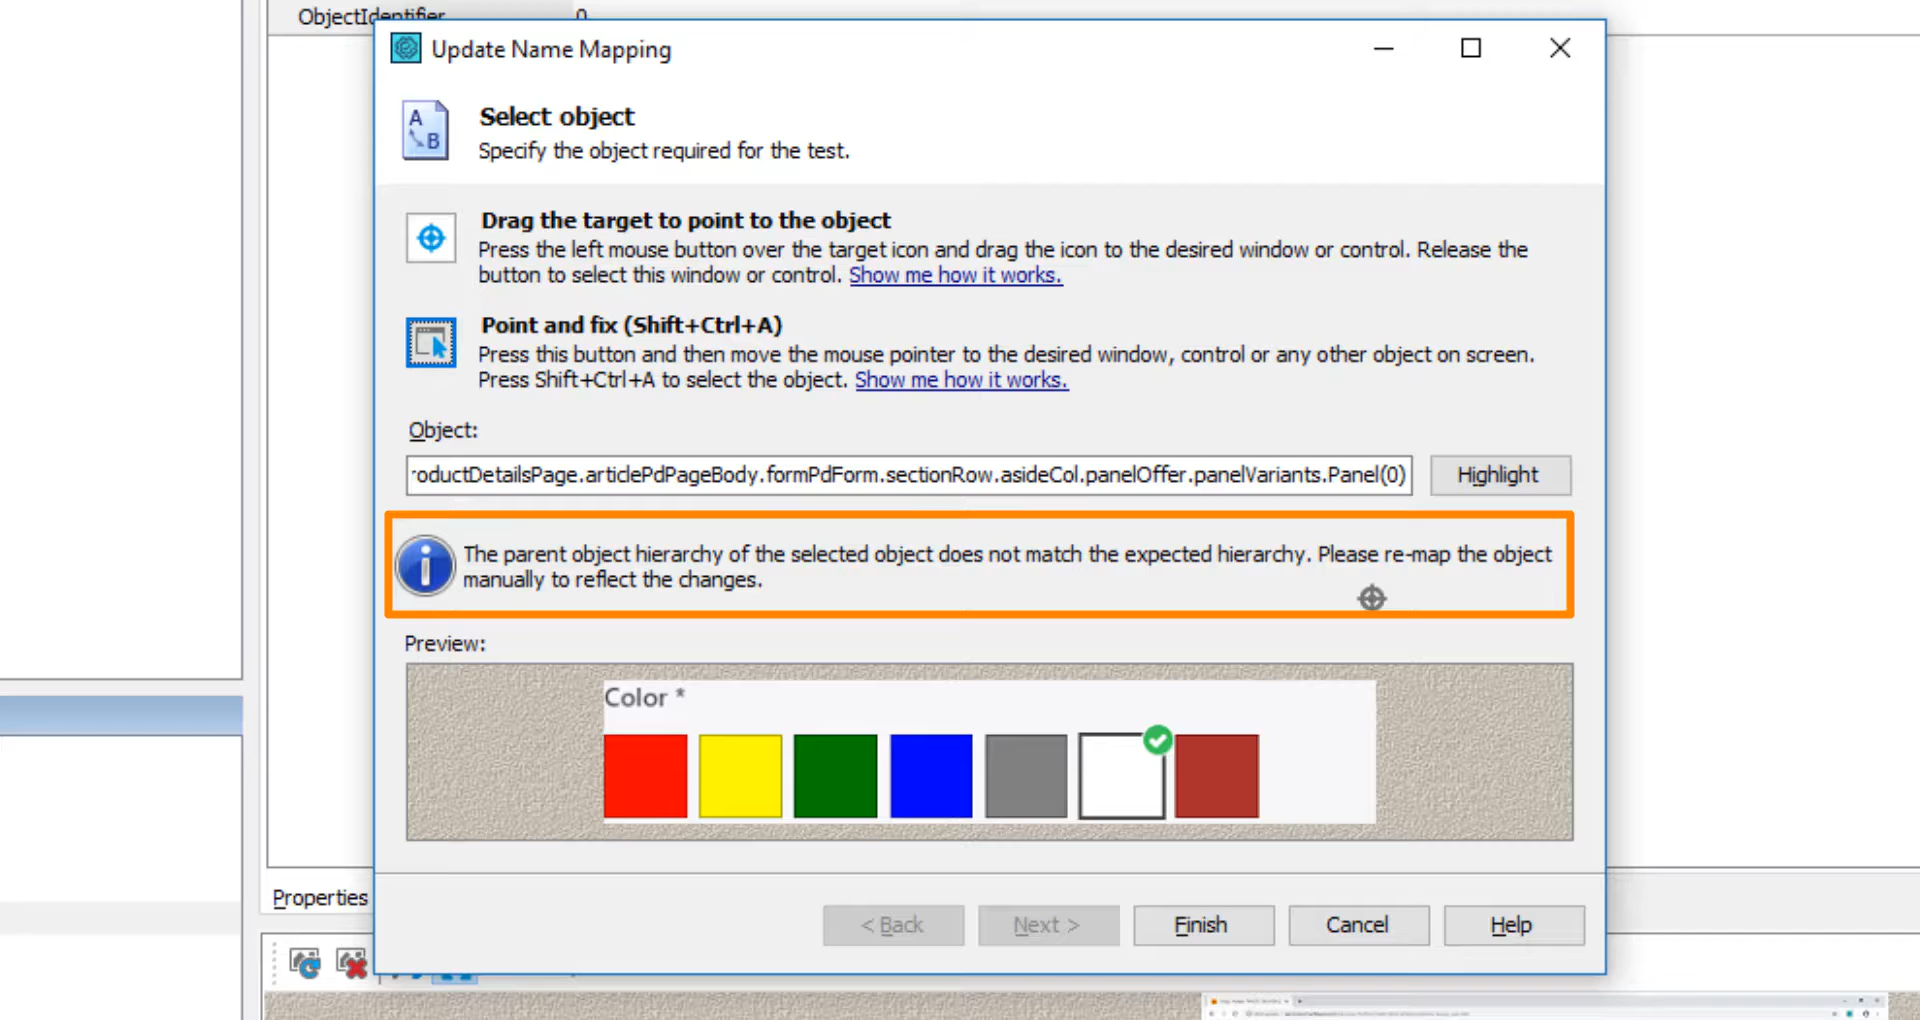 ObjectIdentifier 0
Update Name Mapping
Select object
Specify the object required for the test.
Drag the target to point to the object
Press the left mouse button over the target icon and drag the icon to the desired window or control. Release the
button to select this window or control. Show me how it works.
Point and fix (Shift+Ctrl+A)
Press this button and then move the mouse pointer to the desired window, control or any other object on screen.
Press Shift+Ctrl+A to select the object. Show me how it works.
Object:
roductDetailsPage.articlePdPageBody.formPdForm.sectionRow.asideCol.panelOffer.panelVariants.Panel(0)
Highlight
The parent object hierarchy of the selected object does not match the expected hierarchy. Please re-map the object
manually to reflect the changes.
Preview:
Color *
Properties
< Back Next > Finish Cancel Help